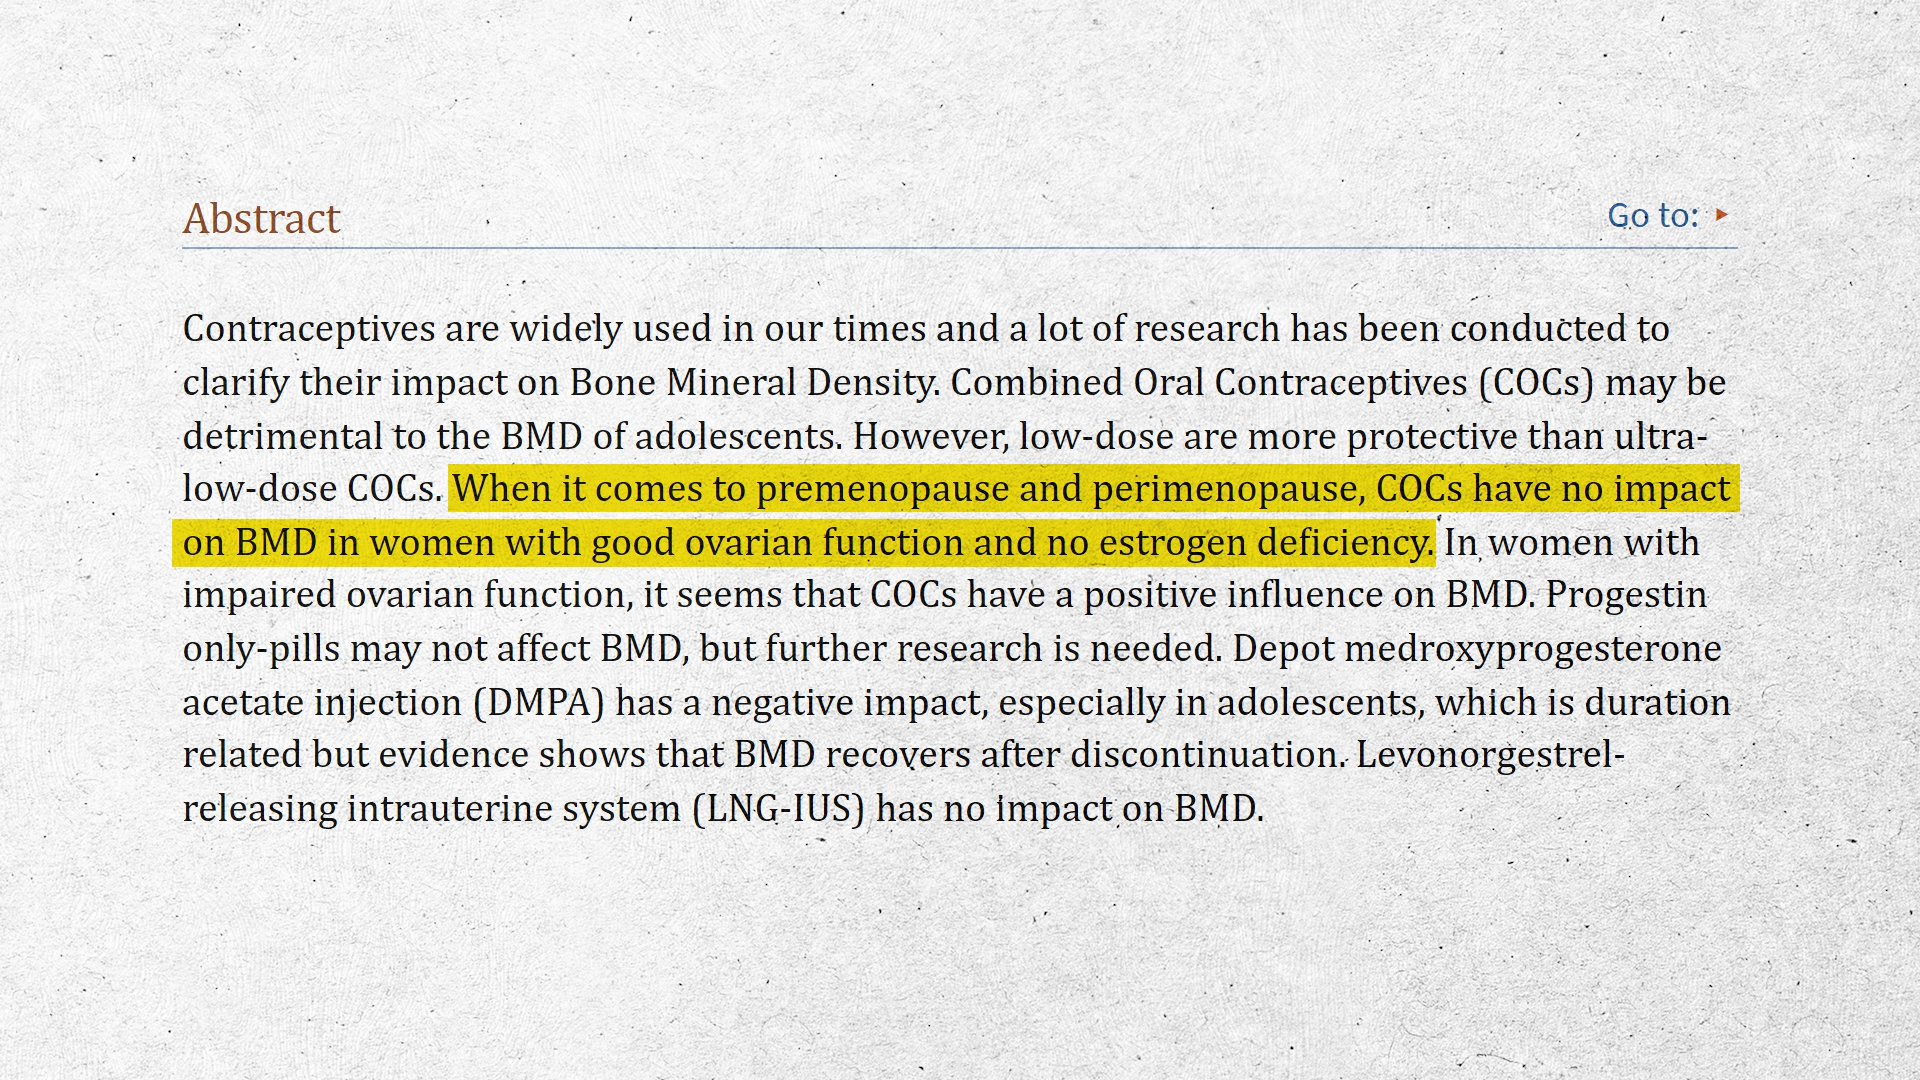 Abstract
Go to: ▸
Contraceptives are widely used in our times and a lot of research has been conducted to
clarify their impact on Bone Mineral Density. Combined Oral Contraceptives (COCs) may be
detrimental to the BMD of adolescents. However, low-dose are more protective than ultra-
low-dose COCs. When it comes to premenopause and perimenopause, COCs have no impact
on BMD in women with good ovarian function and no estrogen deficiency. In women with
impaired ovarian function, it seems that COCs have a positive influence on BMD. Progestin
only-pills may not affect BMD, but further research is needed. Depot medroxyprogesterone
acetate injection (DMPA) has a negative impact, especially in adolescents, which is duration
related but evidence shows that BMD recovers after discontinuation. Levonorgestrel-
releasing intrauterine system (LNG-IUS) has no impact on BMD.